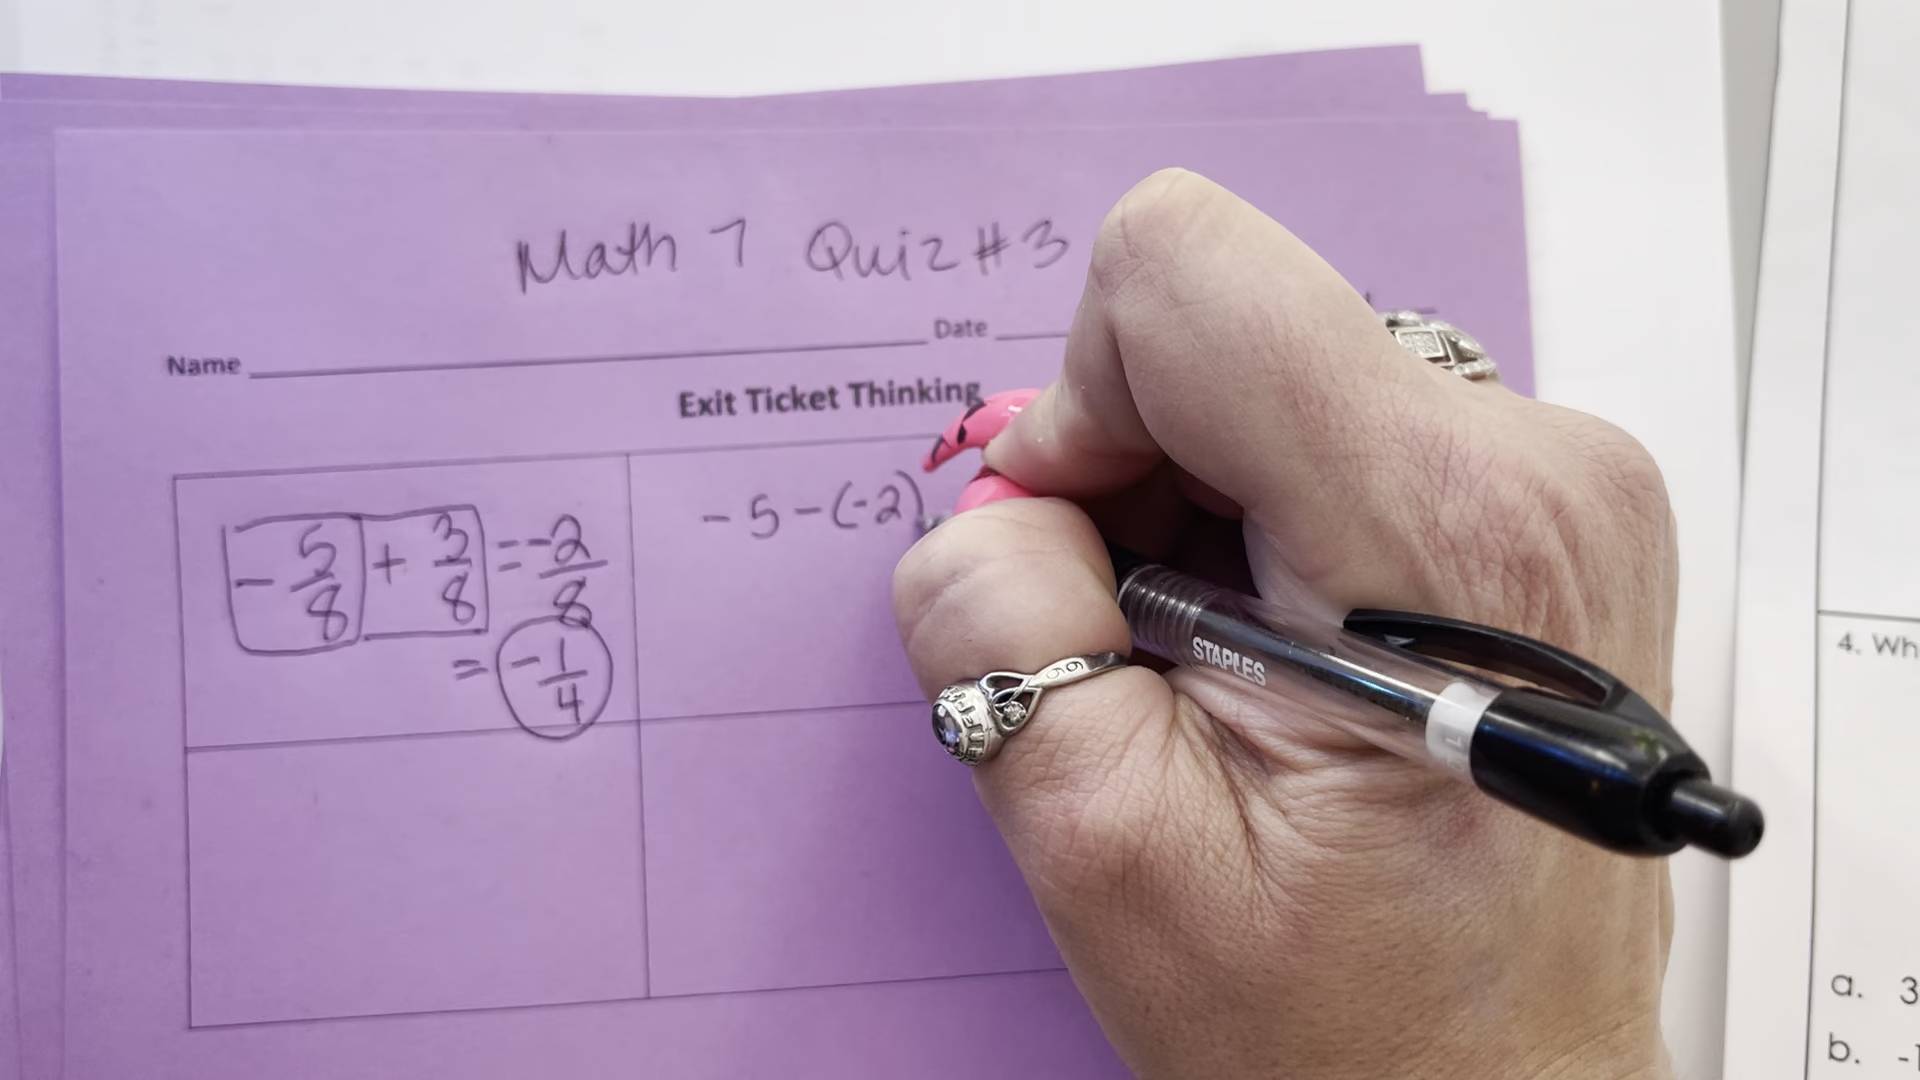 Math 7 Quiz #3
Name Date
Exit Ticket Thinking
- 5/8 + 3/8 = -2/8
= -1/4
-5-(-2)
STAPLES
4. Wh
a. 3
b. -1